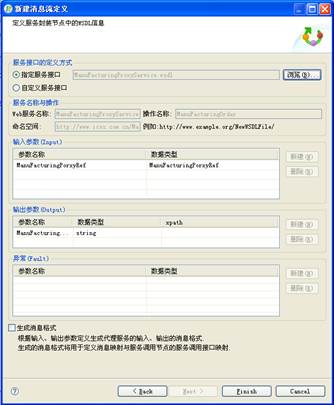 新建消息流定义
定义服务封装节点中的WSDL信息
服务接口的定义方式
指定服务接口 ManuFacturingProxyService.wsdl 浏览(R)
自定义服务接口
服务名称与操作
Web服务名称: ManuFacturingProxyService 操作名称: ManuFacturingOrder
命名空间: 例如:http://www.example.org/NewWSDLFile/
输入参数(Input)
参数名称 数据类型
ManuFacturingPorxyRef ManuFacturingPorxyRef
新建(N)
删除(D)
输出参数(Output)
参数名称 数据类型 xpath
ManuFacturing... string
新建(N)
删除(D)
异常(Fault)
参数名称 数据类型
新建(N)
删除(D)
生成消息格式
根据输入、输出参数定义生成代理服务的输入、输出的消息格式.
生成的消息格式将用于定义消息映射与服务调用节点的服务调用接口映射.
< Back Next > Finish Cancel